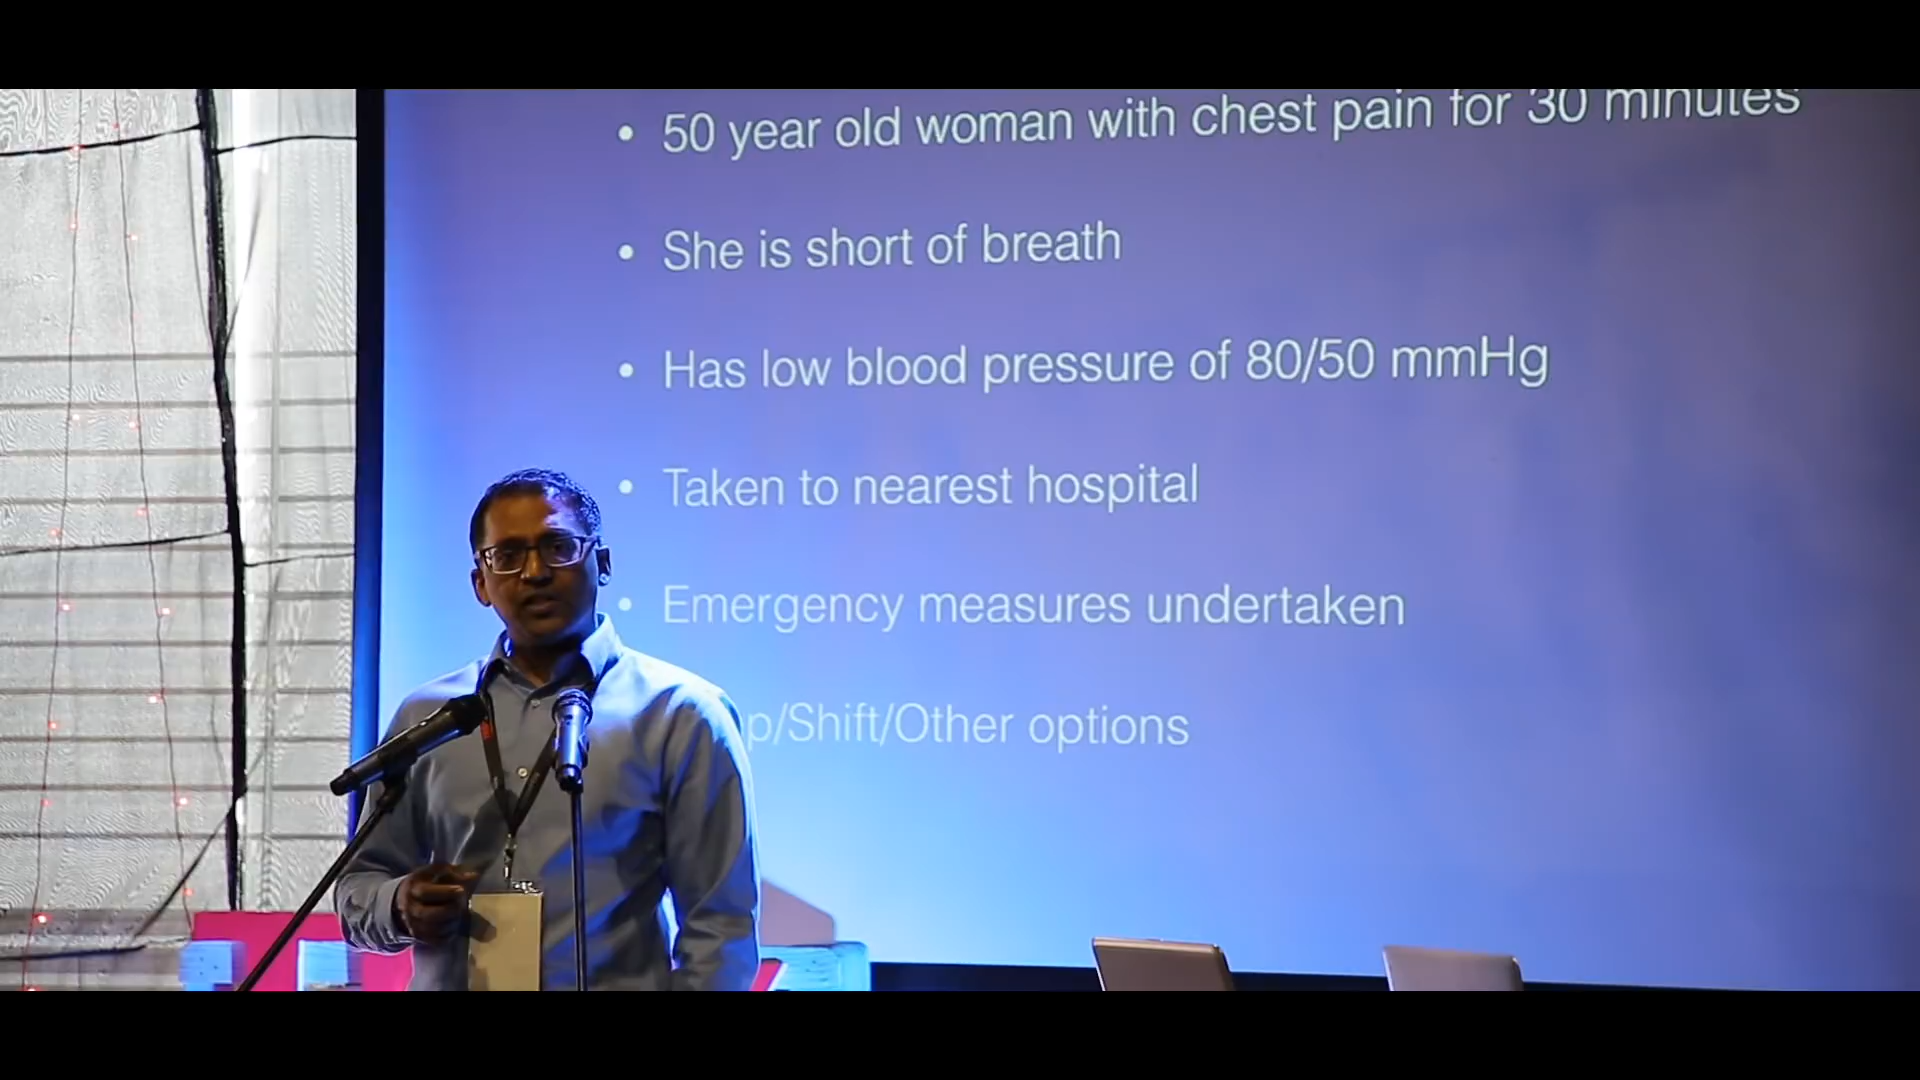 • 50 year old woman with chest pain for 30 minutes
• She is short of breath
• Has low blood pressure of 80/50 mmHg
• Taken to nearest hospital
• Emergency measures undertaken
/Shift/Other options